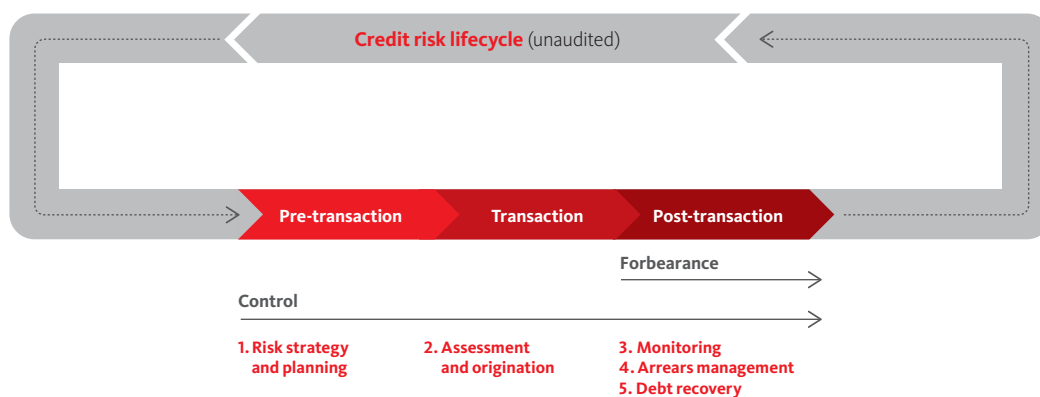 Credit risk lifecycle (unaudited)
Pre-transaction
Transaction
Post-transaction
Forbearance
Control
1. Risk strategy
and planning
2. Assessment
and origination
3. Monitoring
4. Arrears management
5. Debt recovery